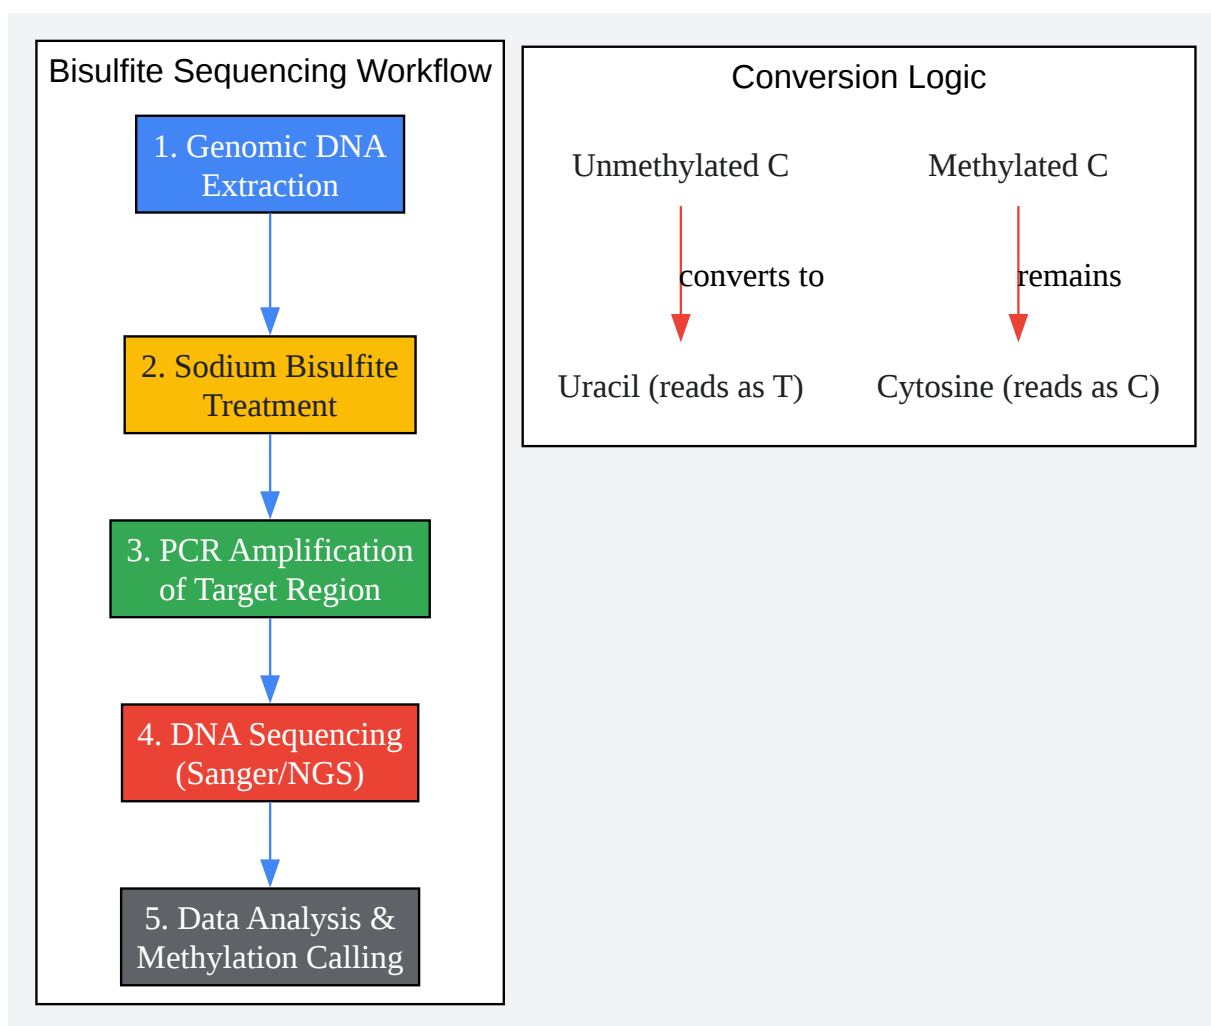 Bisulfite Sequencing Workflow
1. Genomic DNA
Extraction
2. Sodium Bisulfite
Treatment
3. PCR Amplification
of Target Region
4. DNA Sequencing
(Sanger/NGS)
5. Data Analysis &
Methylation Calling
Conversion Logic
Unmethylated C
converts to
Uracil (reads as T)
Methylated C
remains
Cytosine (reads as C)